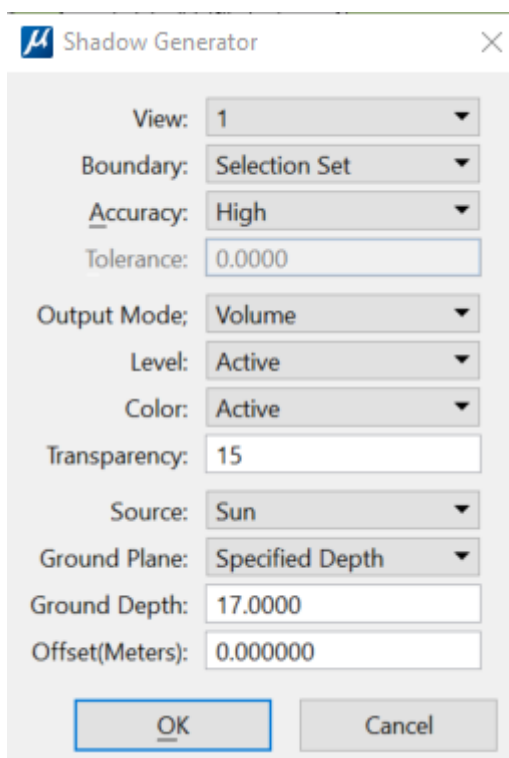 μ Shadow Generator
View: 1
Boundary: Selection Set
Accuracy: High
Tolerance: 0.0000
Output Mode; Volume
Level: Active
Color: Active
Transparency: 15
Source: Sun
Ground Plane: Specified Depth
Ground Depth: 17.0000
Offset(Meters): 0.000000
OK Cancel